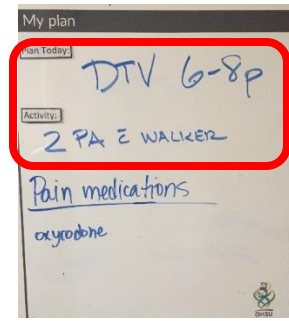 My plan
Plan Today:
DTV 6-8p
Activity:
2 PA c̄ WALKER
Pain medications
oxycodone
OHSU